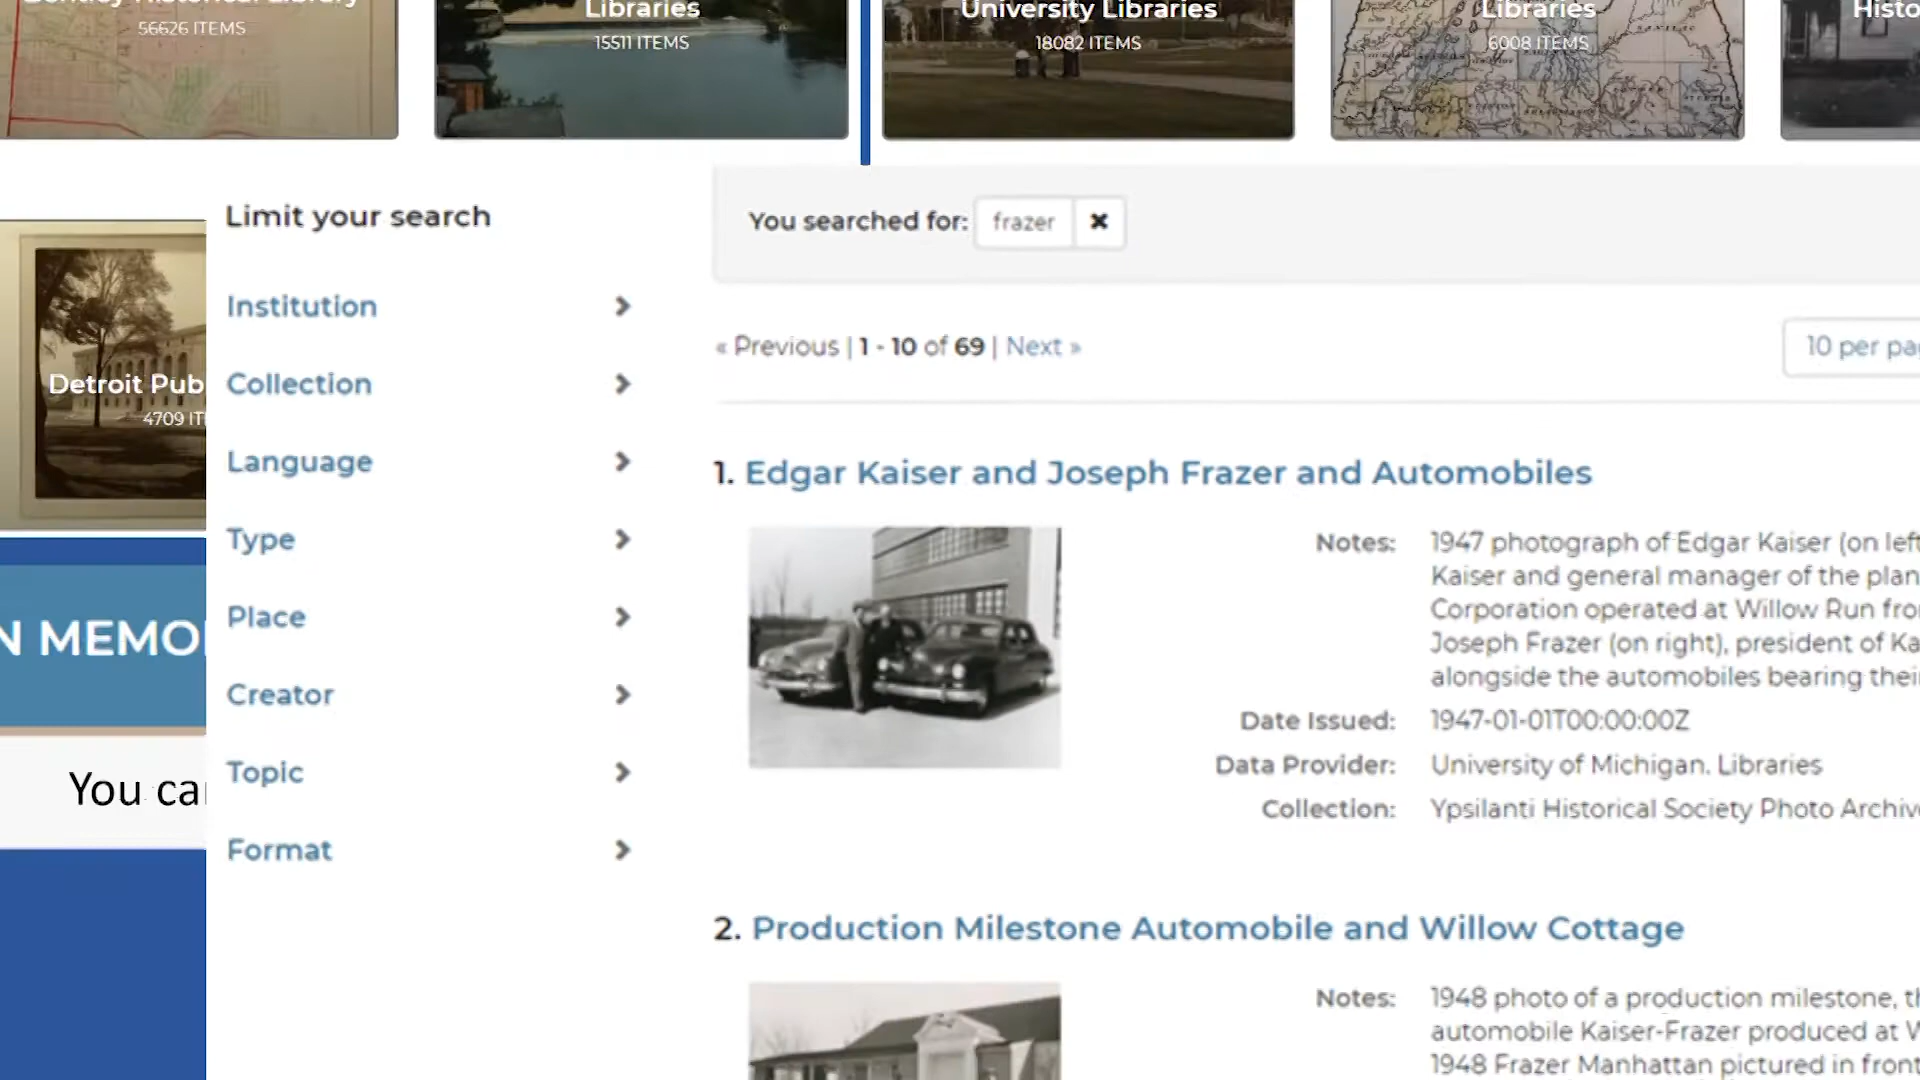 Bentley Historical Library
56626 ITEMS
Libraries
15511 ITEMS
University Libraries
18082 ITEMS
Libraries
6008 ITEMS
Histo
Detroit Pub
4709 IT
N MEMO
You ca
Limit your search
Institution
Collection
Language
Type
Place
Creator
Topic
Format
You searched for: frazer ✖
« Previous | 1 - 10 of 69 | Next »
10 per pa
1. Edgar Kaiser and Joseph Frazer and Automobiles
Notes: 1947 photograph of Edgar Kaiser (on left
Kaiser and general manager of the plan
Corporation operated at Willow Run fro
Joseph Frazer (on right), president of Ka
alongside the automobiles bearing thei
Date Issued: 1947-01-01T00:00:00Z
Data Provider: University of Michigan. Libraries
Collection: Ypsilanti Historical Society Photo Archiv
2. Production Milestone Automobile and Willow Cottage
Notes: 1948 photo of a production milestone, th
automobile Kaiser-Frazer produced at W
1948 Frazer Manhattan pictured in front